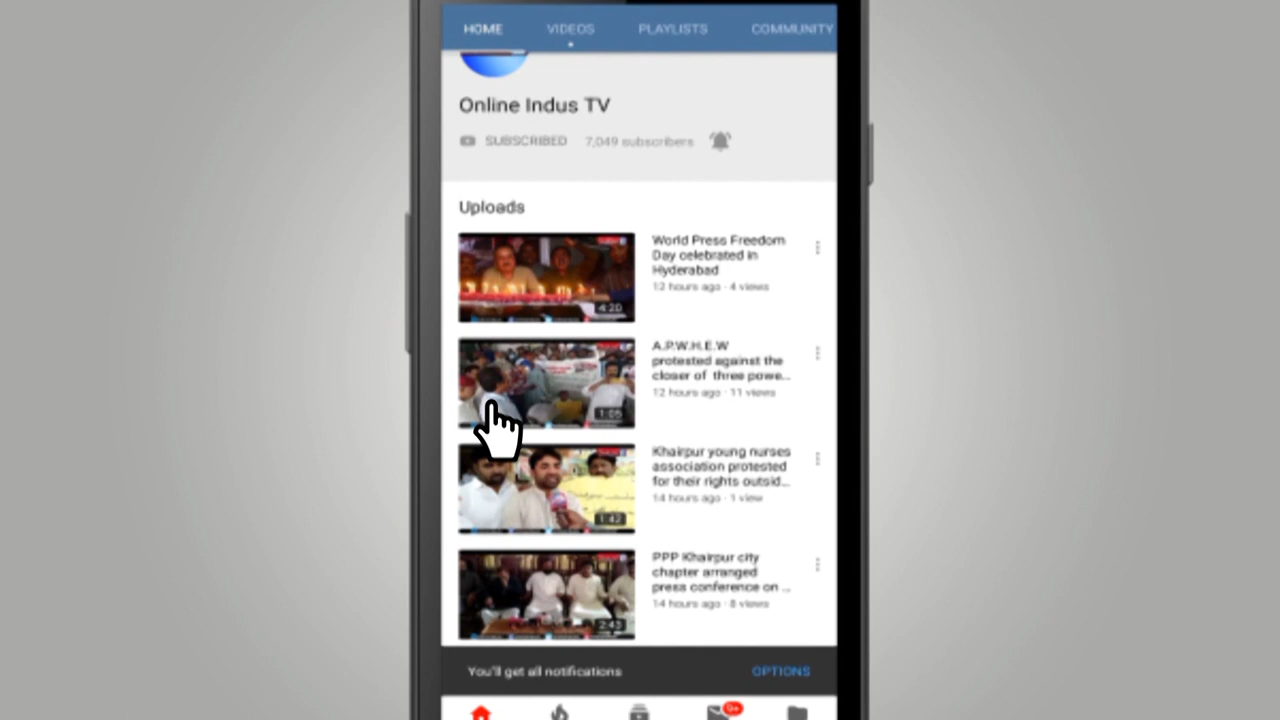 HOME VIDEOS PLAYLISTS COMMUNITY
Online Indus TV
SUBSCRIBED 7,049 subscribers
Uploads
World Press Freedom
Day celebrated in
Hyderabad
12 hours ago · 4 views
4:20
A.P.W.H.E.W
protested against the
closer of three powe...
12 hours ago · 11 views
1:05
Khairpur young nurses
association protested
for their rights outsid...
14 hours ago · 1 view
1:42
PPP Khairpur city
chapter arranged
press conference on ...
14 hours ago · 8 views
2:43
You'll get all notifications OPTIONS
9+